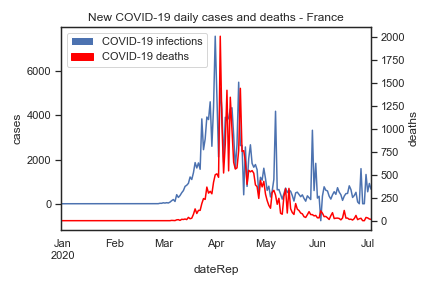 New COVID-19 daily cases and deaths - France
COVID-19 infections
COVID-19 deaths
6000
4000
2000
0
cases
2000
1750
1500
1250
1000
750
500
250
0
deaths
Jan
2020
Feb
Mar
Apr
May
Jun
Jul
dateRep